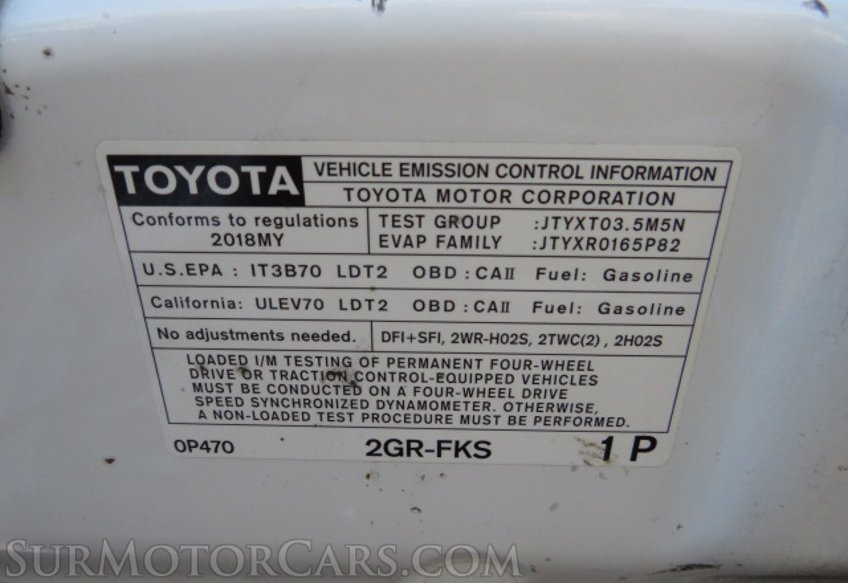 TOYOTA VEHICLE EMISSION CONTROL INFORMATION
TOYOTA MOTOR CORPORATION
Conforms to regulations TEST GROUP :JTYXT03.5M5N
2018MY EVAP FAMILY :JTYXR0165P82
U.S.EPA : IT3B70 LDT2 OBD : CAII Fuel: Gasoline
California: ULEV70 LDT2 OBD : CAII Fuel: Gasoline
No adjustments needed. DFI+SFI, 2WR-HO2S, 2TWC(2) , 2HO2S
LOADED I/M TESTING OF PERMANENT FOUR-WHEEL
DRIVE OR TRACTION CONTROL-EQUIPPED VEHICLES
MUST BE CONDUCTED ON A FOUR-WHEEL DRIVE
SPEED SYNCHRONIZED DYNAMOMETER. OTHERWISE,
A NON-LOADED TEST PROCEDURE MUST BE PERFORMED.
0P470 2GR-FKS 1 P
SURMOTORCARS.COM